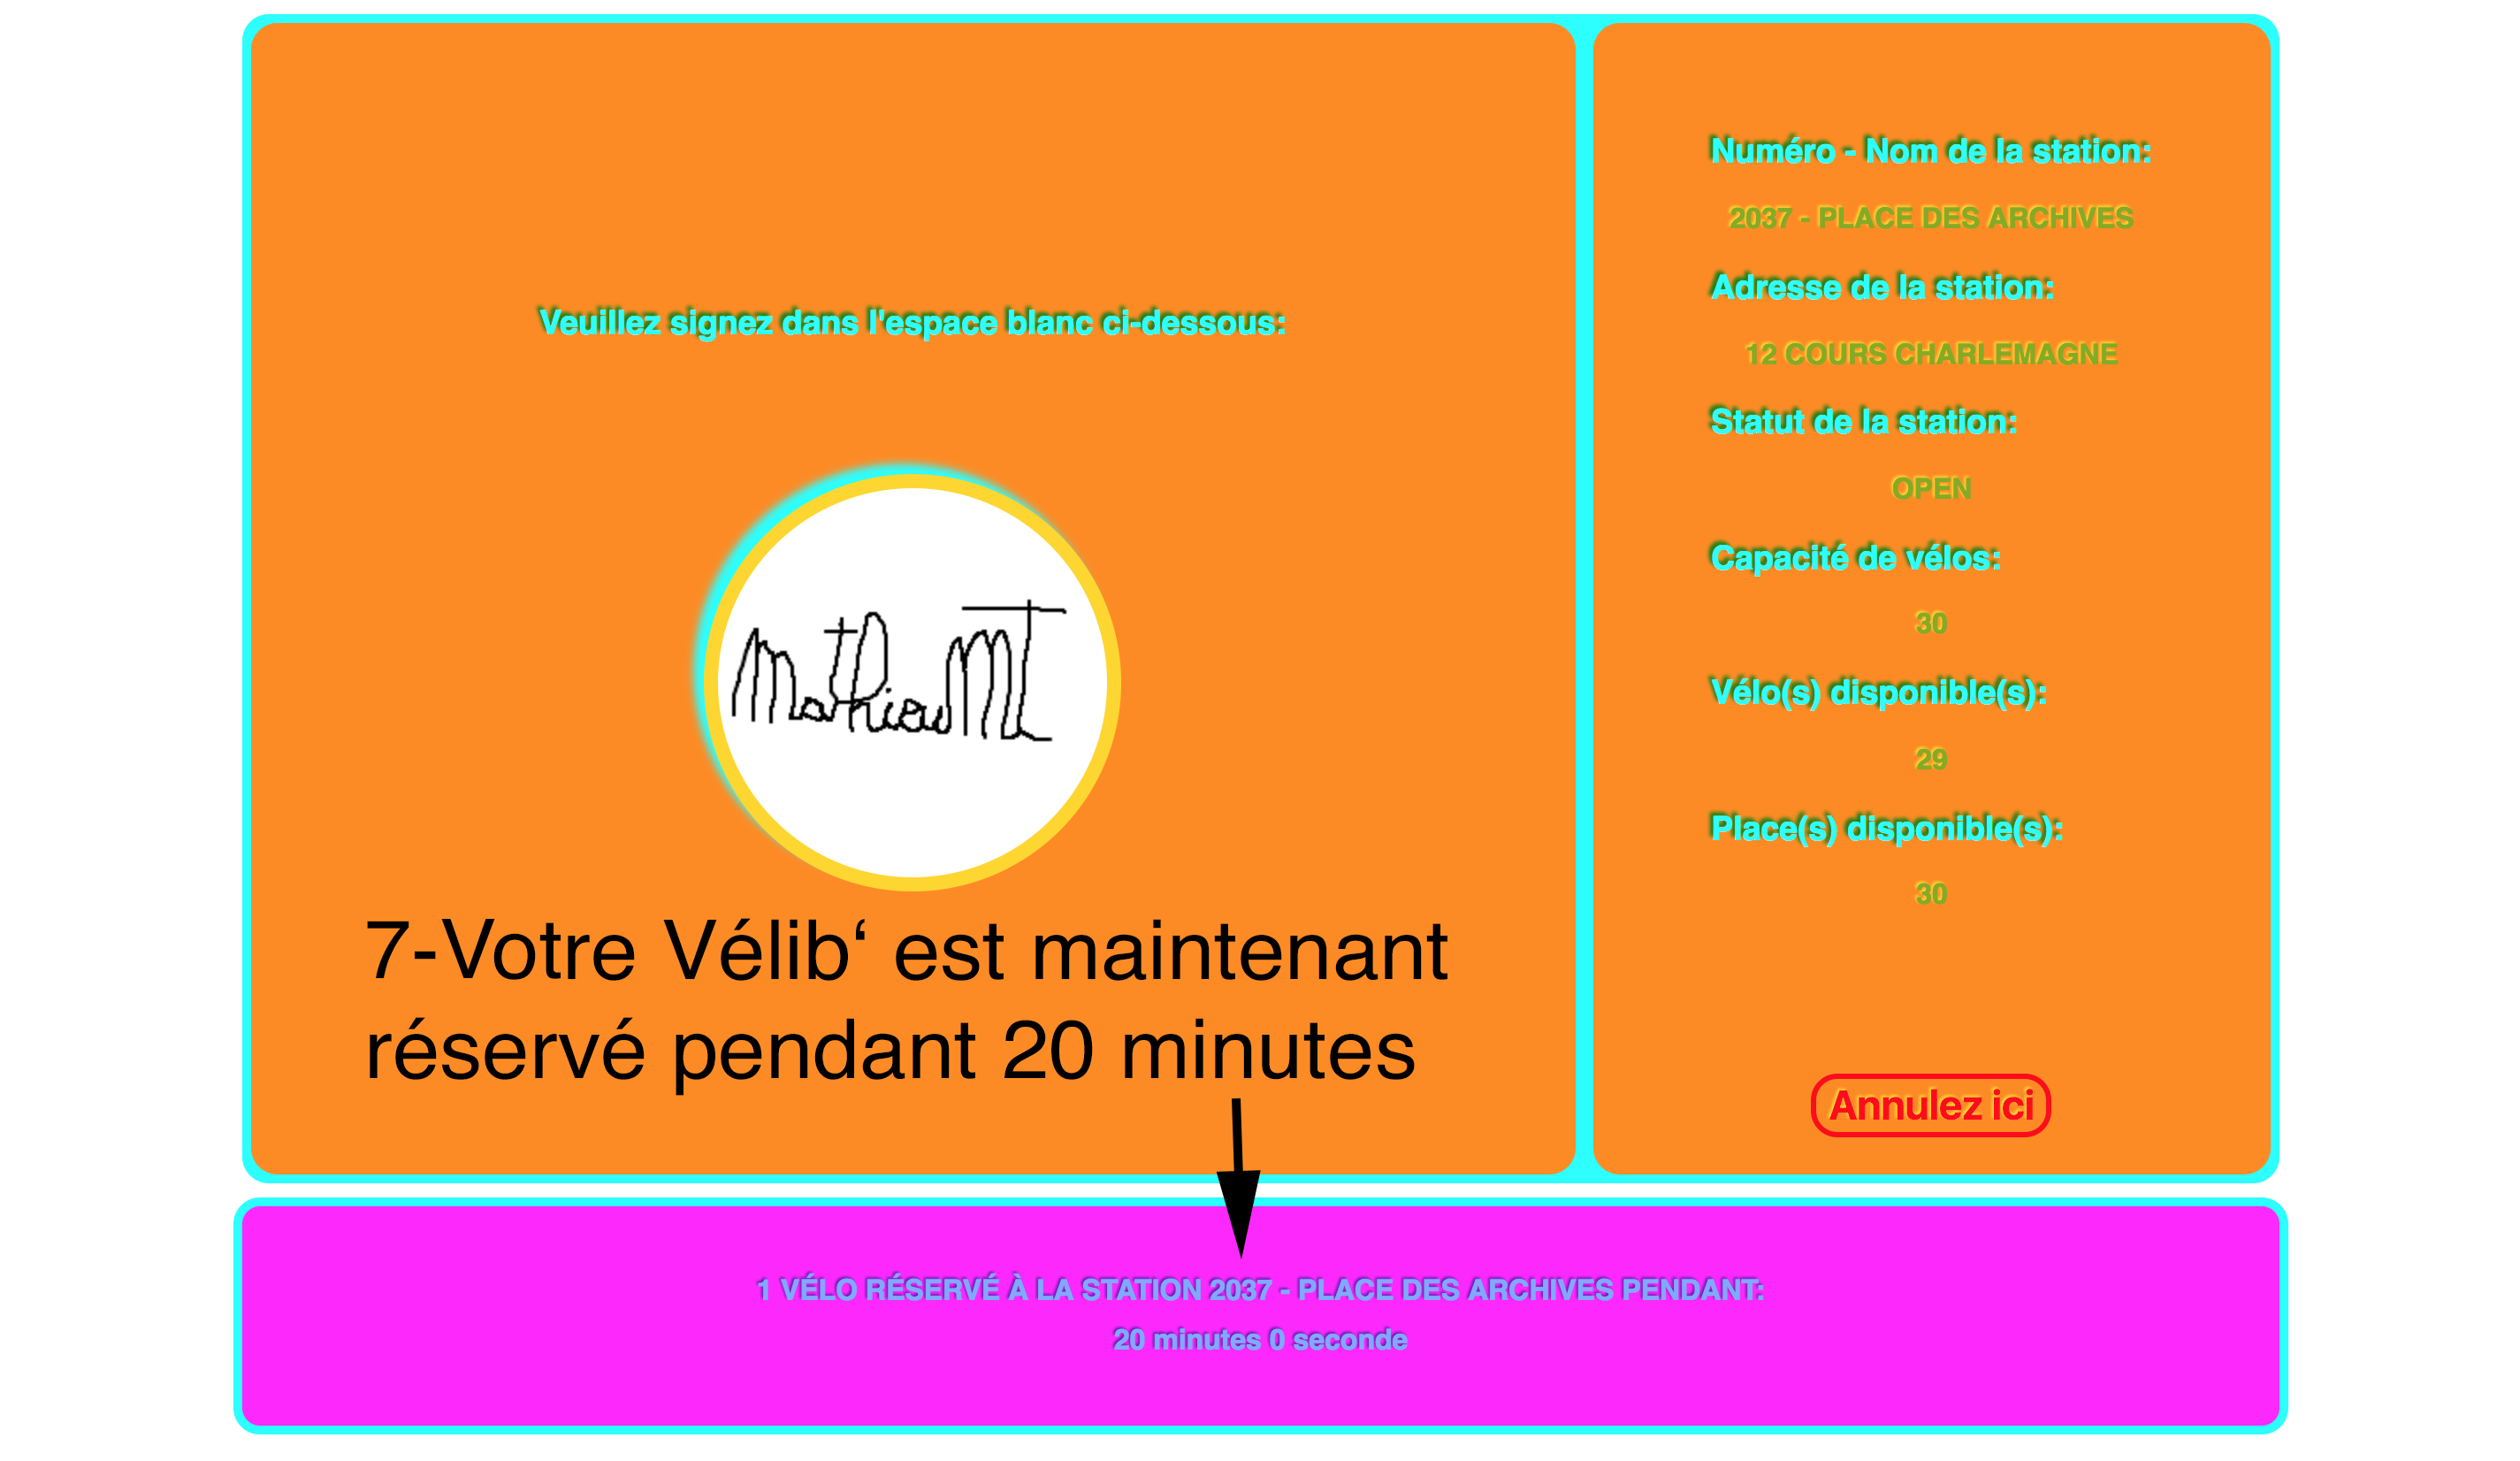 Veuillez signez dans l'espace blanc ci-dessous:
Mathieu MT
7-Votre Vélib‘ est maintenant
réservé pendant 20 minutes
Numéro - Nom de la station:
2037 - PLACE DES ARCHIVES
Adresse de la station:
12 COURS CHARLEMAGNE
Statut de la station:
OPEN
Capacité de vélos:
30
Vélo(s) disponible(s):
29
Place(s) disponible(s):
30
Annulez ici
1 VÉLO RÉSERVÉ À LA STATION 2037 - PLACE DES ARCHIVES PENDANT:
20 minutes 0 seconde